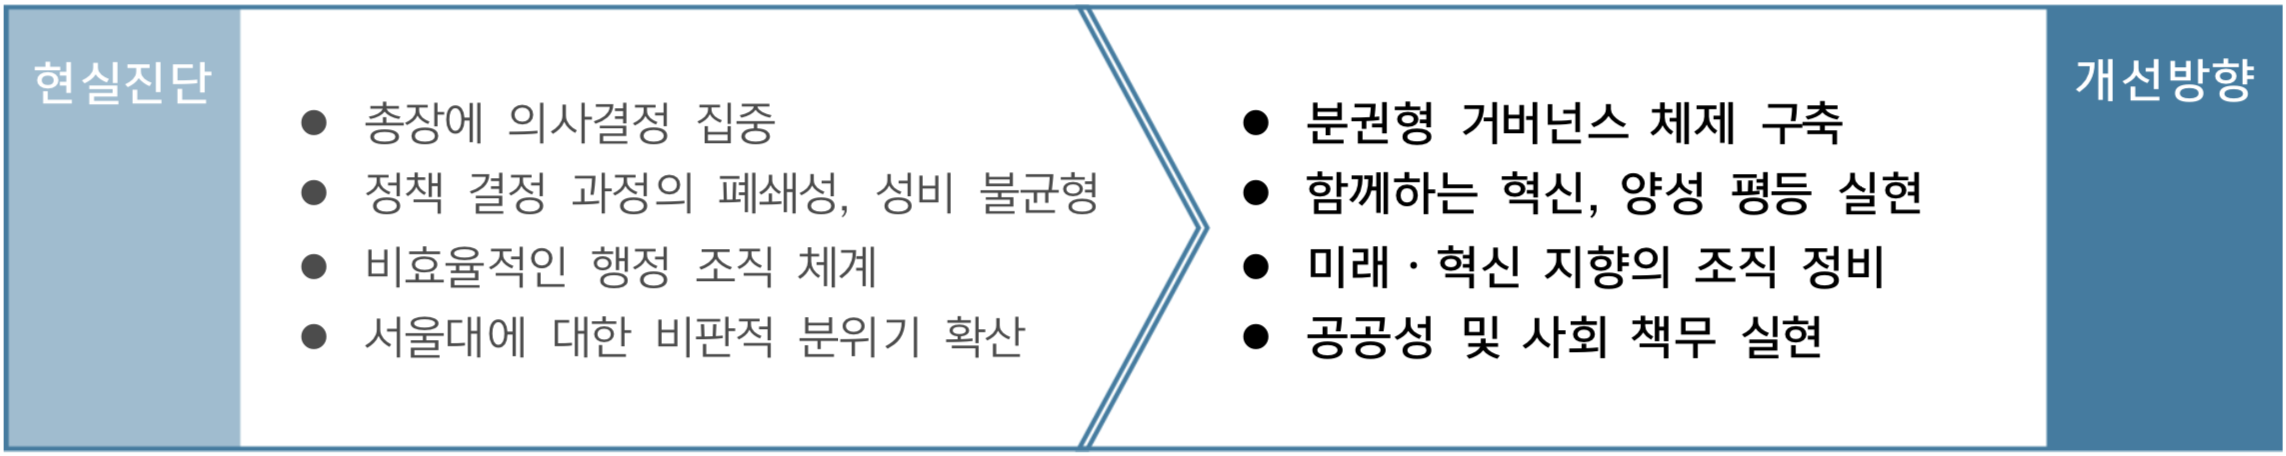 현실진단
● 총장에 의사결정 집중
● 정책 결정 과정의 폐쇄성, 성비 불균형
● 비효율적인 행정 조직 체계
● 서울대에 대한 비판적 분위기 확산
● 분권형 거버넌스 체제 구축
● 함께하는 혁신, 양성 평등 실현
● 미래·혁신 지향의 조직 정비
● 공공성 및 사회 책무 실현
개선방향